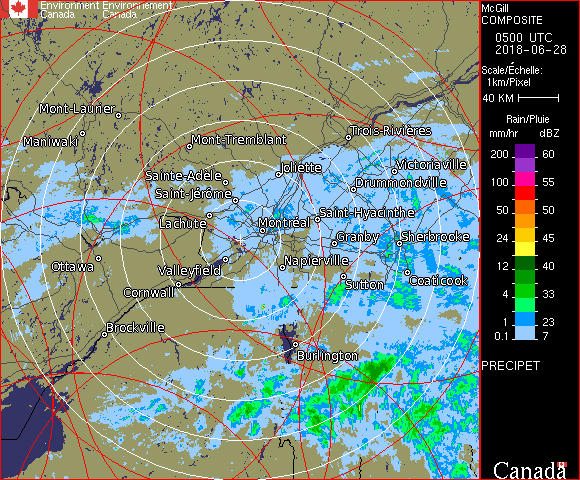 Environment Environnement
Canada Canada
McGill
COMPOSITE
0500 UTC
2018-06-28
Scale/Échelle:
1km/Pixel
40 KM
Rain/Pluie
mm/hr dBZ
200 60
100 55
50 50
24 45
12 40
4 33
1 23
0.1 7
PRECIPET
Canada
Mont-Laurier
Maniwaki
Mont-Tremblant
Trois-Rivières
Joliette
Victoriaville
Sainte-Adèle
Drummondville
Saint-Jérôme
Lachute
Saint-Hyacinthe
Montréal
Granby
Sherbrooke
Ottawa
Valleyfield
Napierville
Coaticook
Sutton
Cornwall
Brockville
Burlington